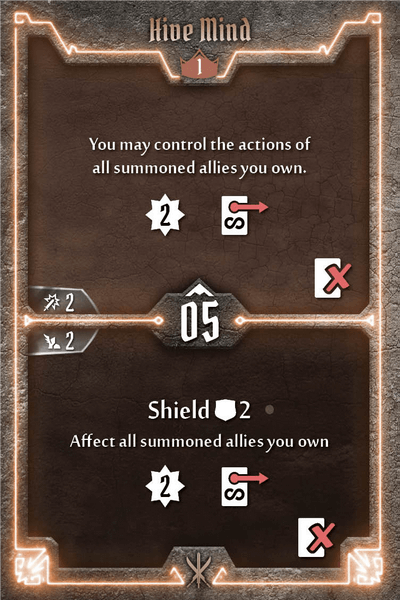 Hive Mind
1
You may control the actions of
all summoned allies you own.
2
S
2
05
2
Shield 2
Affect all summoned allies you own
2
S